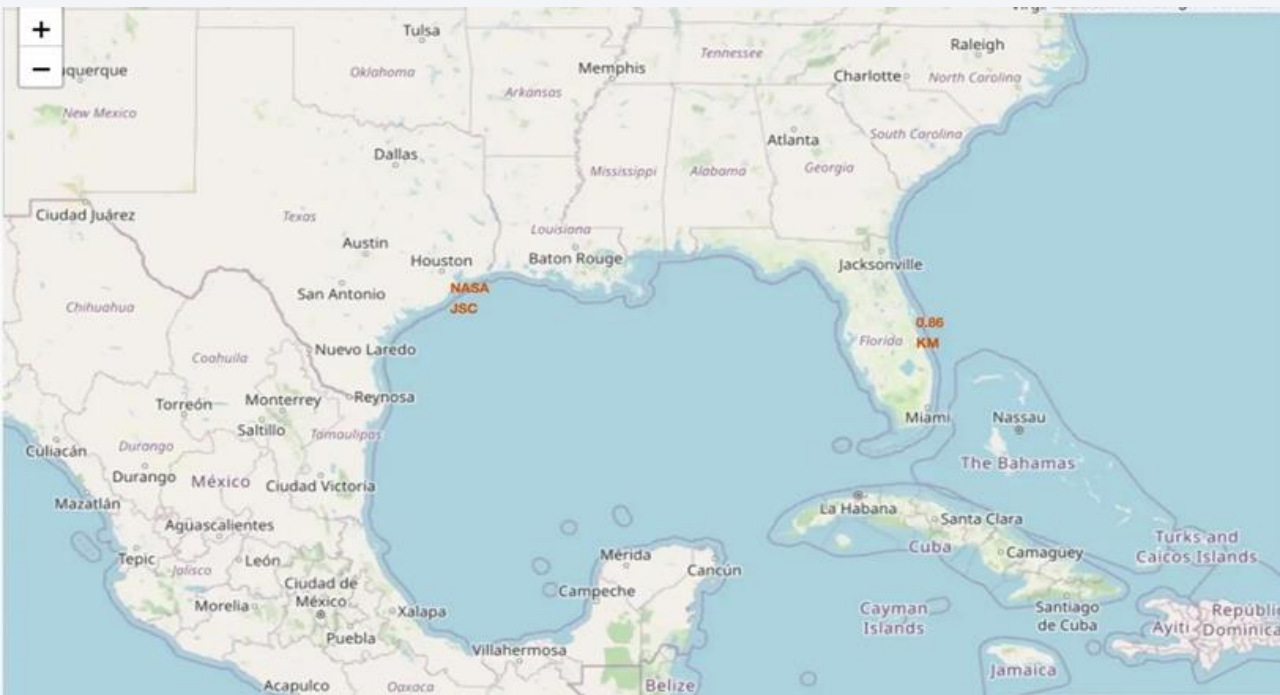 +
Tulsa
Raleigh
Tennessee
−
uquerque
Memphis
Charlotte
North Carolina
Oklahoma
Arkansas
New Mexico
South Carolina
Atlanta
Dallas
Mississippi
Alabama
Georgia
Ciudad Juárez
Texas
Louisiana
Austin
Houston
Baton Rouge
Jacksonville
NASA
JSC
San Antonio
Chihuahua
0.86
KM
Florida
Coahuila
Nuevo Laredo
Torreón
Monterrey
Reynosa
Saltillo
Tamaulipas
Miami
Nassau
Culiacán
Durango
The Bahamas
Durango
México
Ciudad Victoria
Mazatlán
La Habana
Santa Clara
Aguascalientes
Cuba
Camagüey
Turks and
Caicos Islands
Tepic
Jalisco
León
Mérida
Cancún
Ciudad de
México
Campeche
Morelia
Xalapa
Cayman
Islands
Santiago
de Cuba
Ayiti
Repúblic
Dominica
Puebla
Villahermosa
Jamaica
Acapulco
Oaxaca
Belize